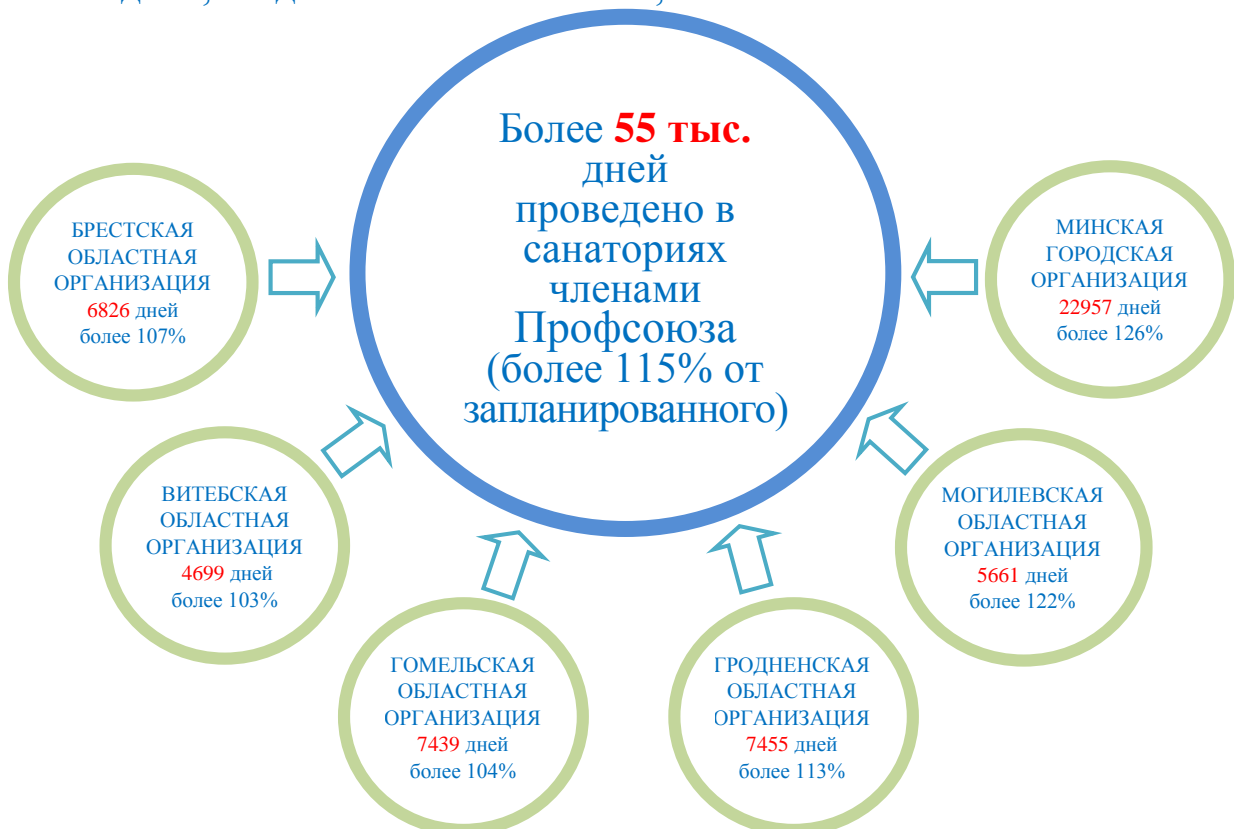 Более 55 тыс.
дней
проведено в
санаториях
членами
Профсоюза
(более 115% от
запланированного)
БРЕСТСКАЯ
ОБЛАСТНАЯ
ОРГАНИЗАЦИЯ
6826 дней
более 107%
ВИТЕБСКАЯ
ОБЛАСТНАЯ
ОРГАНИЗАЦИЯ
4699 дней
более 103%
ГОМЕЛЬСКАЯ
ОБЛАСТНАЯ
ОРГАНИЗАЦИЯ
7439 дней
более 104%
ГРОДНЕНСКАЯ
ОБЛАСТНАЯ
ОРГАНИЗАЦИЯ
7455 дней
более 113%
МОГИЛЕВСКАЯ
ОБЛАСТНАЯ
ОРГАНИЗАЦИЯ
5661 дней
более 122%
МИНСКАЯ
ГОРОДСКАЯ
ОРГАНИЗАЦИЯ
22957 дней
более 126%